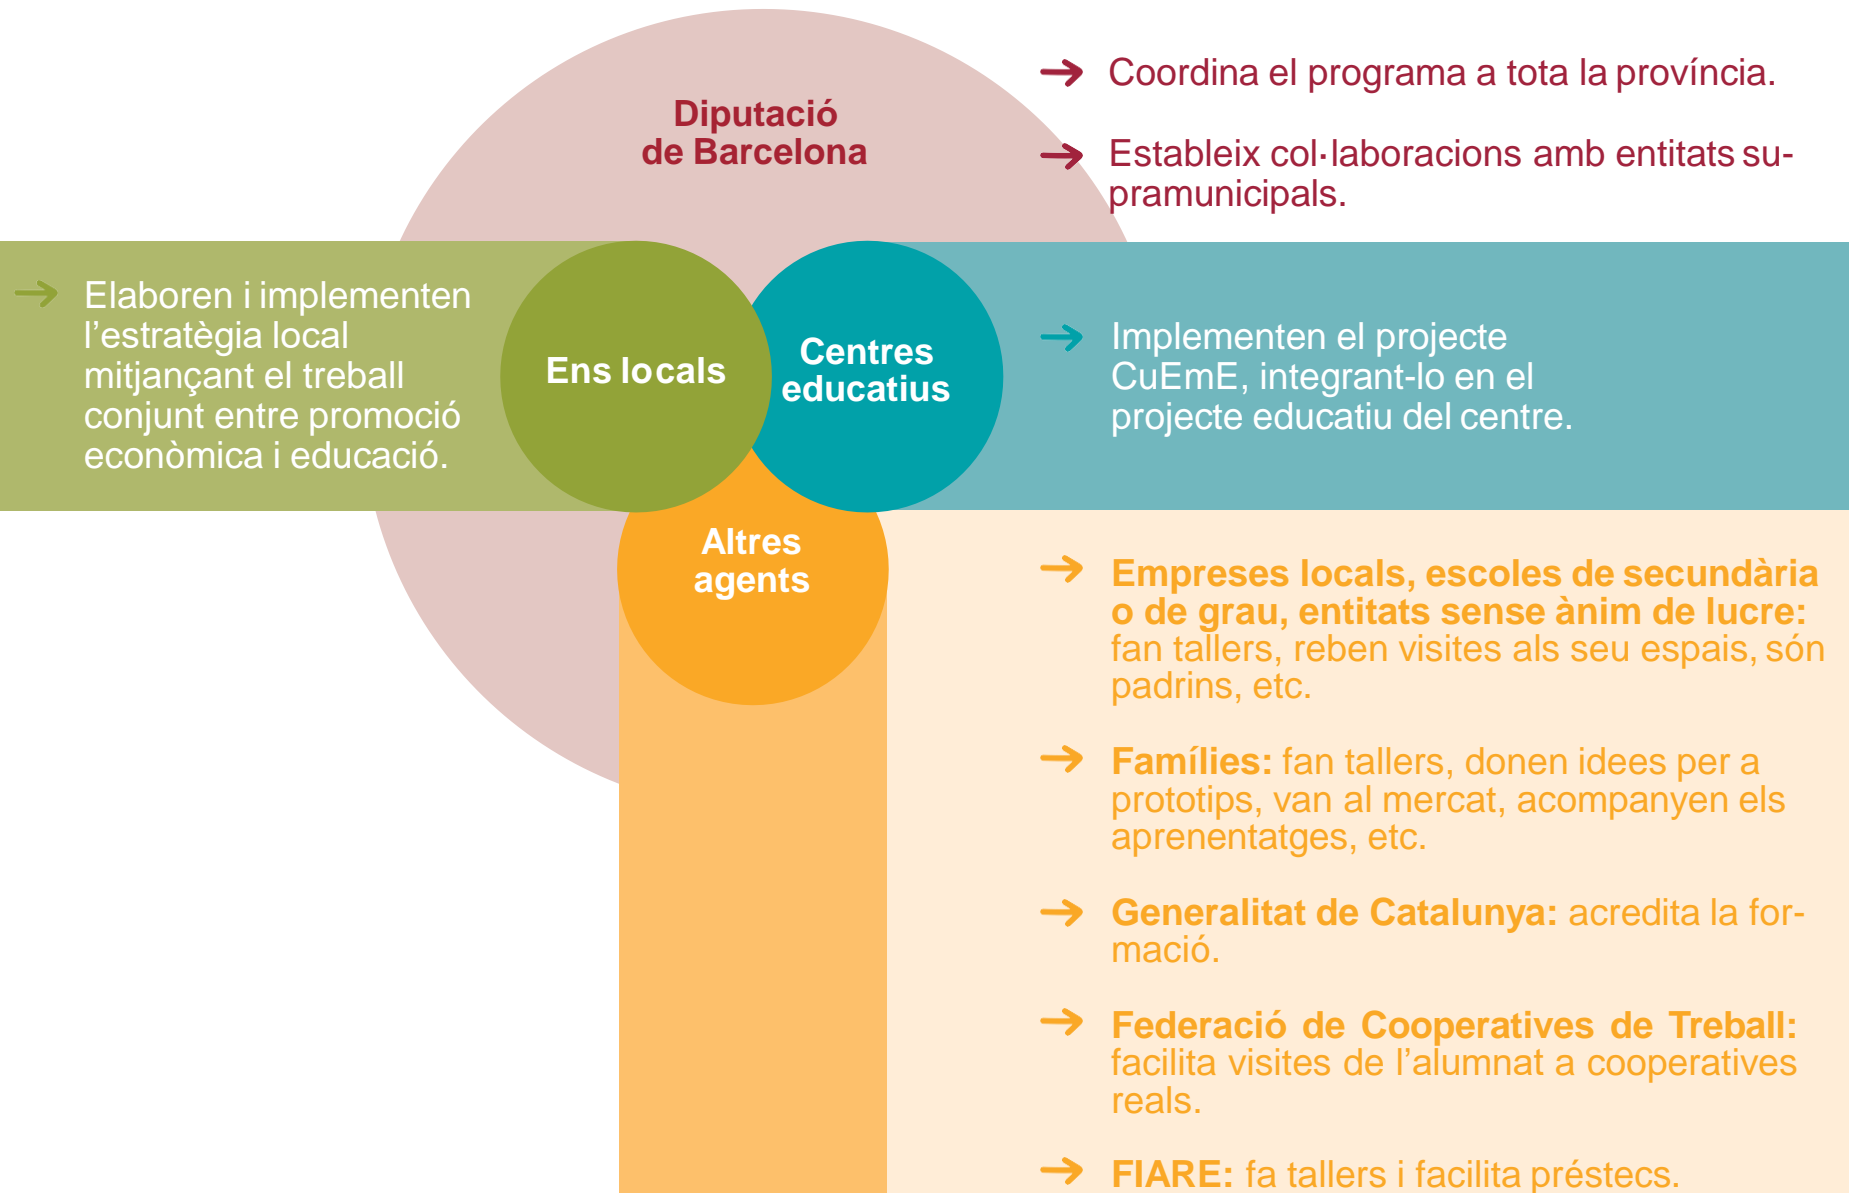 Diputació
de Barcelona
Coordina el programa a tota la província.
Estableix col·laboracions amb entitats su-
pramunicipals.
Elaboren i implementen
l’estratègia local
mitjançant el treball
conjunt entre promoció
econòmica i educació.
Ens locals
Centres
educatius
Implementen el projecte
CuEmE, integrant-lo en el
projecte educatiu del centre.
Altres
agents
Empreses locals, escoles de secundària
o de grau, entitats sense ànim de lucre:
fan tallers, reben visites als seu espais, són
padrins, etc.
Famílies: fan tallers, donen idees per a
prototips, van al mercat, acompanyen els
aprenentatges, etc.
Generalitat de Catalunya: acredita la for-
mació.
Federació de Cooperatives de Treball:
facilita visites de l’alumnat a cooperatives
reals.
FIARE: fa tallers i facilita préstecs.